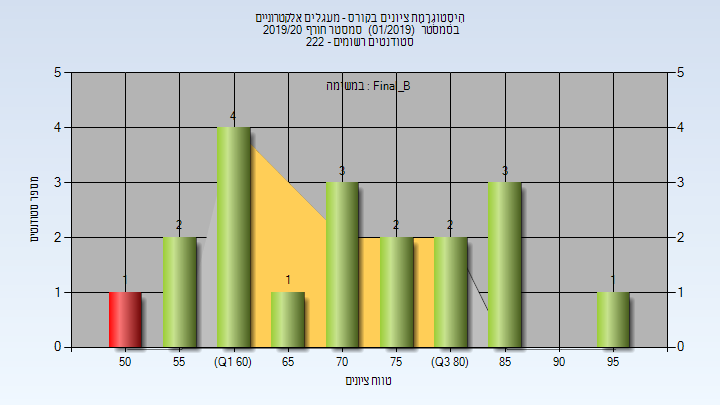 הִיסְטוֹגְרָמַת ציונים בקורס - מעגלים אלקטרוניים
בסמסטר (01/2019) סמסטר חורף 2019/20
סטודנטים רשומים - 222
במשימה : Final_B
מספר סטודנטים
5 5
4 4
3 3
2 2
1 1
0 0
1 2 4 1 3 2 2 3 1
50 55 (Q1 60) 65 70 75 (Q3 80) 85 90 95
טווח ציונים